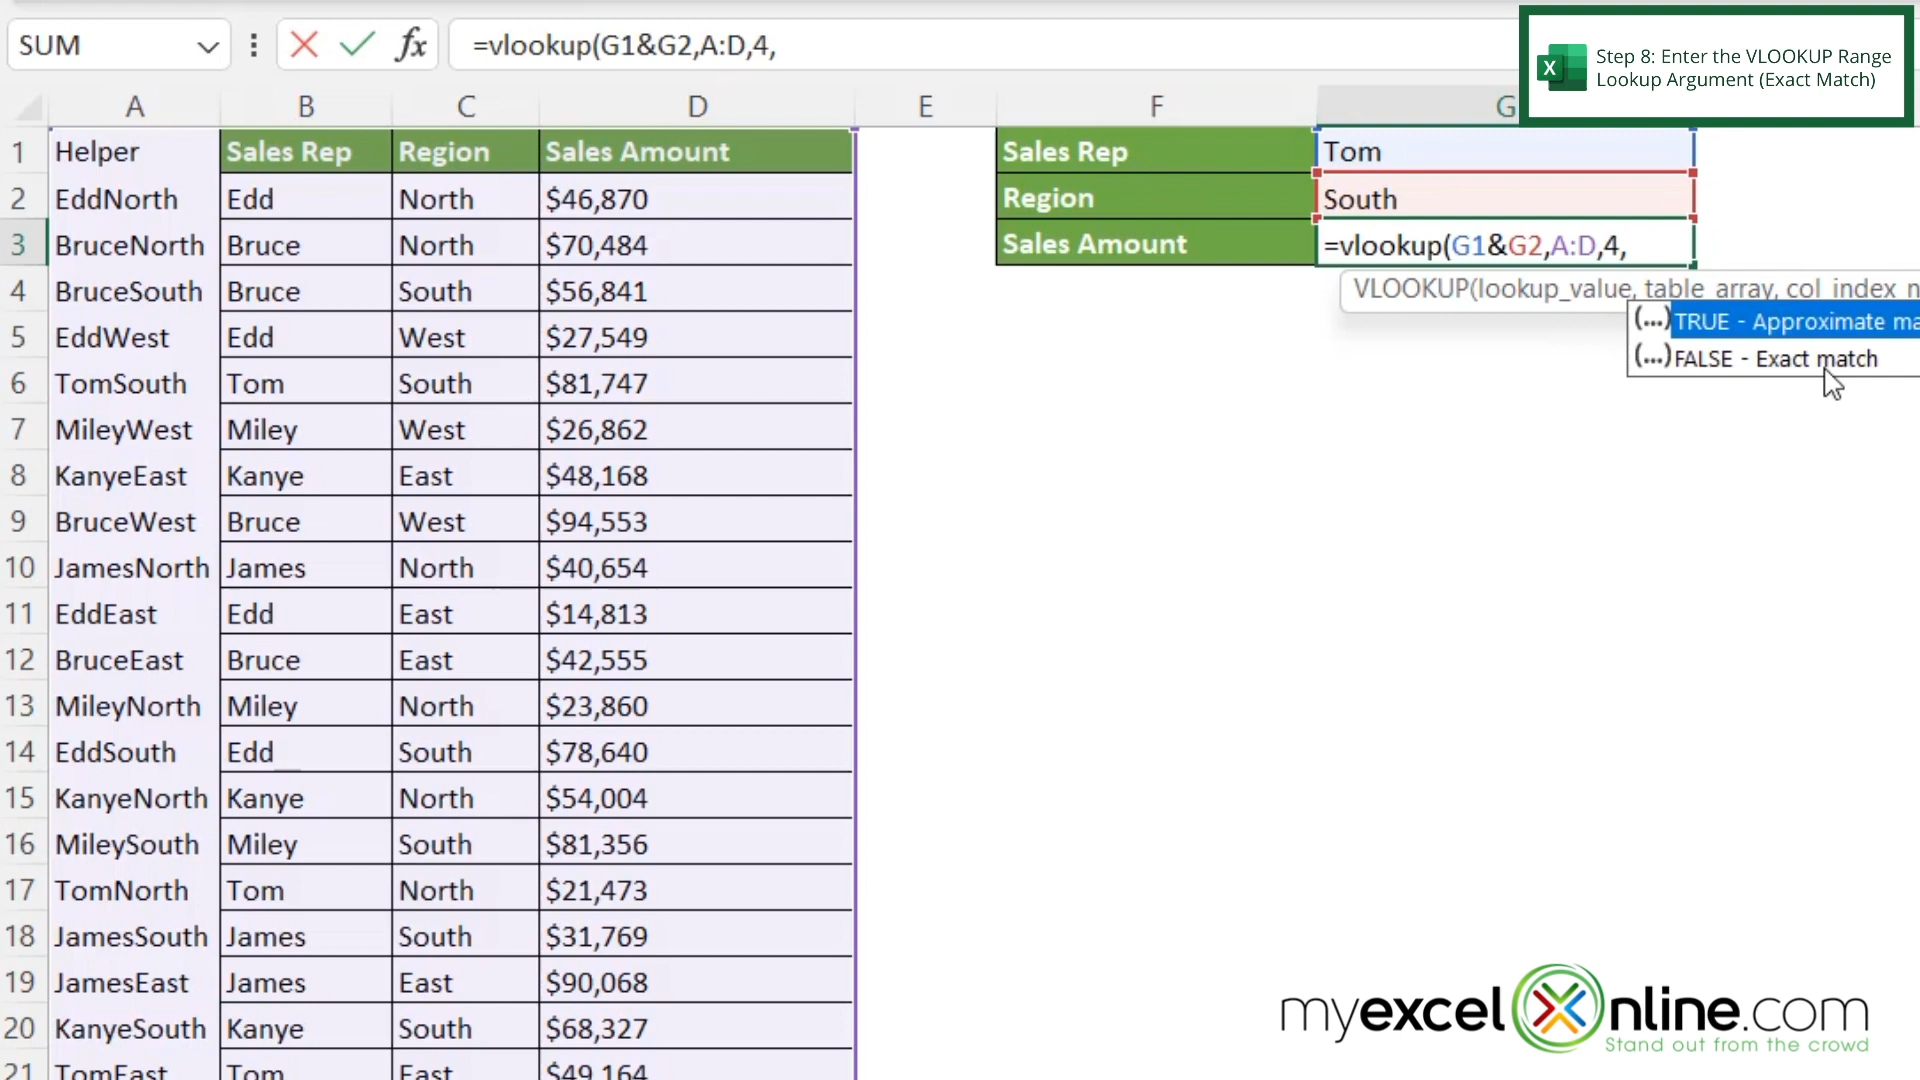 SUM =vlookup(G1&G2,A:D,4,
Step 8: Enter the VLOOKUP Range
Lookup Argument (Exact Match)
A B C D E F G
1 Helper Sales Rep Region Sales Amount Sales Rep Tom
2 EddNorth Edd North $46,870 Region South
3 BruceNorth Bruce North $70,484 Sales Amount =vlookup(G1&G2,A:D,4,
4 BruceSouth Bruce South $56,841 VLOOKUP(lookup_value, table_array, col_index_n
(...) TRUE - Approximate ma
5 EddWest Edd West $27,549 (...) FALSE - Exact match
6 TomSouth Tom South $81,747
7 MileyWest Miley West $26,862
8 KanyeEast Kanye East $48,168
9 BruceWest Bruce West $94,553
10 JamesNorth James North $40,654
11 EddEast Edd East $14,813
12 BruceEast Bruce East $42,555
13 MileyNorth Miley North $23,860
14 EddSouth Edd South $78,640
15 KanyeNorth Kanye North $54,004
16 MileySouth Miley South $81,356
17 TomNorth Tom North $21,473
18 JamesSouth James South $31,769
19 JamesEast James East $90,068
20 KanyeSouth Kanye South $68,327
21 TomEast Tom East $49,164
myexcelOnline.com
Stand out from the crowd